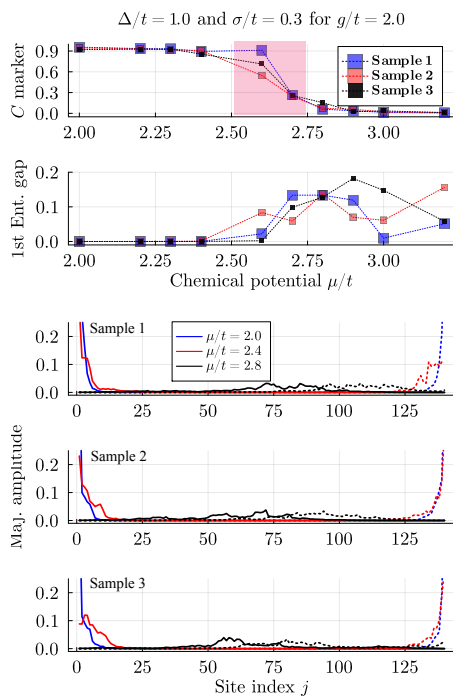 Δ/t = 1.0 and σ/t = 0.3 for g/t = 2.0
C marker
0.9
0.6
0.3
0.0
Sample 1
Sample 2
Sample 3
2.00 2.25 2.50 2.75 3.00
1st Ent. gap
0.2
0.1
0.0
2.00 2.25 2.50 2.75 3.00
Chemical potential μ/t
Maj. amplitude
Sample 1
μ/t = 2.0
μ/t = 2.4
μ/t = 2.8
0.2
0.1
0.0
0 25 50 75 100 125
Sample 2
0.2
0.1
0.0
0 25 50 75 100 125
Sample 3
0.2
0.1
0.0
0 25 50 75 100 125
Site index j